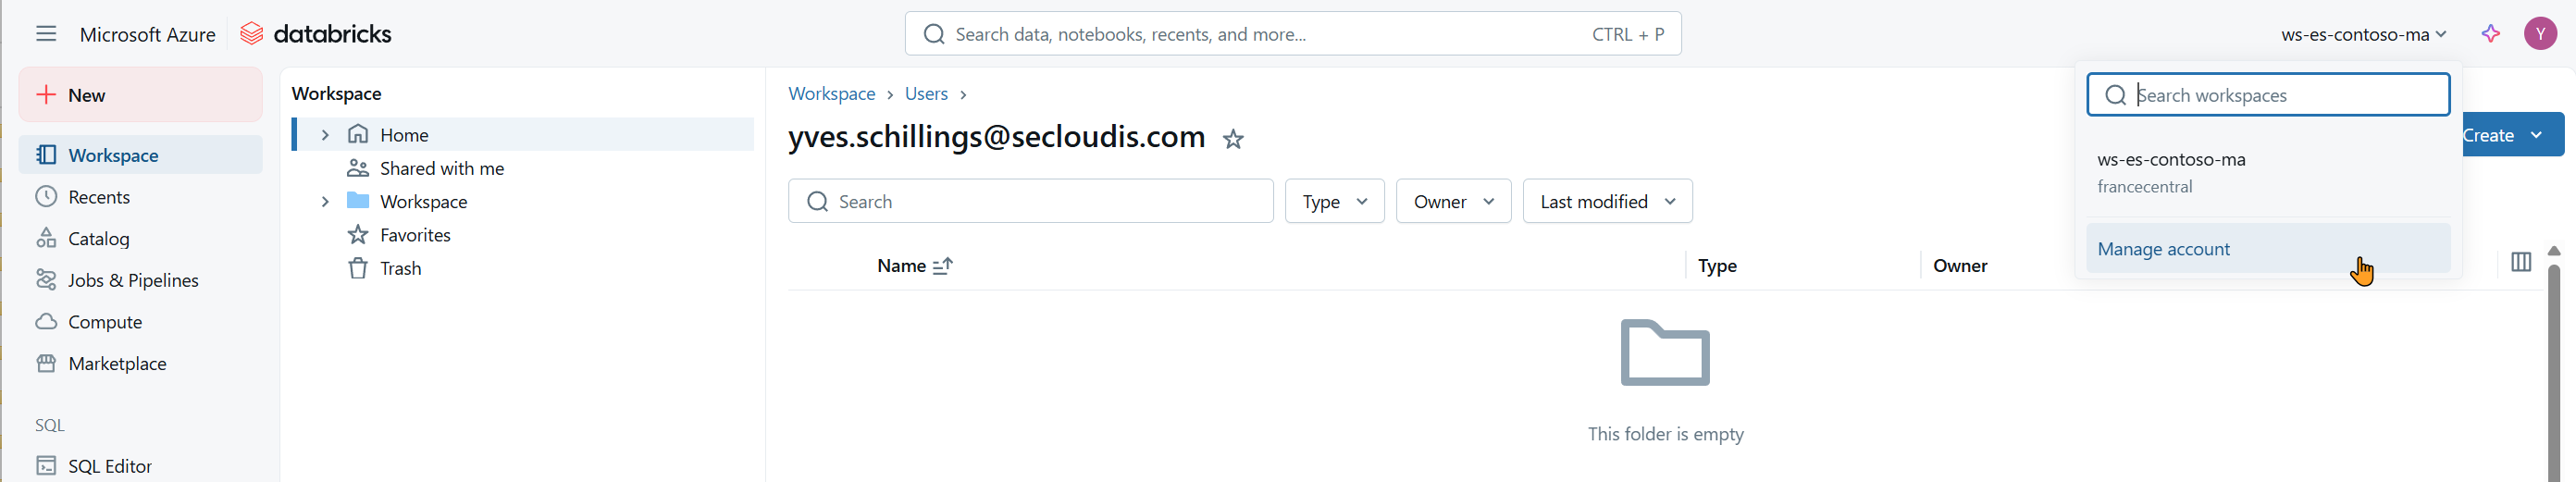 Microsoft Azure databricks
Search data, notebooks, recents, and more... CTRL + P
ws-es-contoso-ma
Y
New
Workspace
Recents
Catalog
Jobs & Pipelines
Compute
Marketplace
SQL
SQL Editor
Workspace
Home
Shared with me
Workspace
Favorites
Trash
Workspace › Users ›
yves.schillings@secloudis.com
Search
Type
Owner
Last modified
Name
Type
Owner
This folder is empty
Search workspaces
ws-es-contoso-ma
francecentral
Manage account
Create